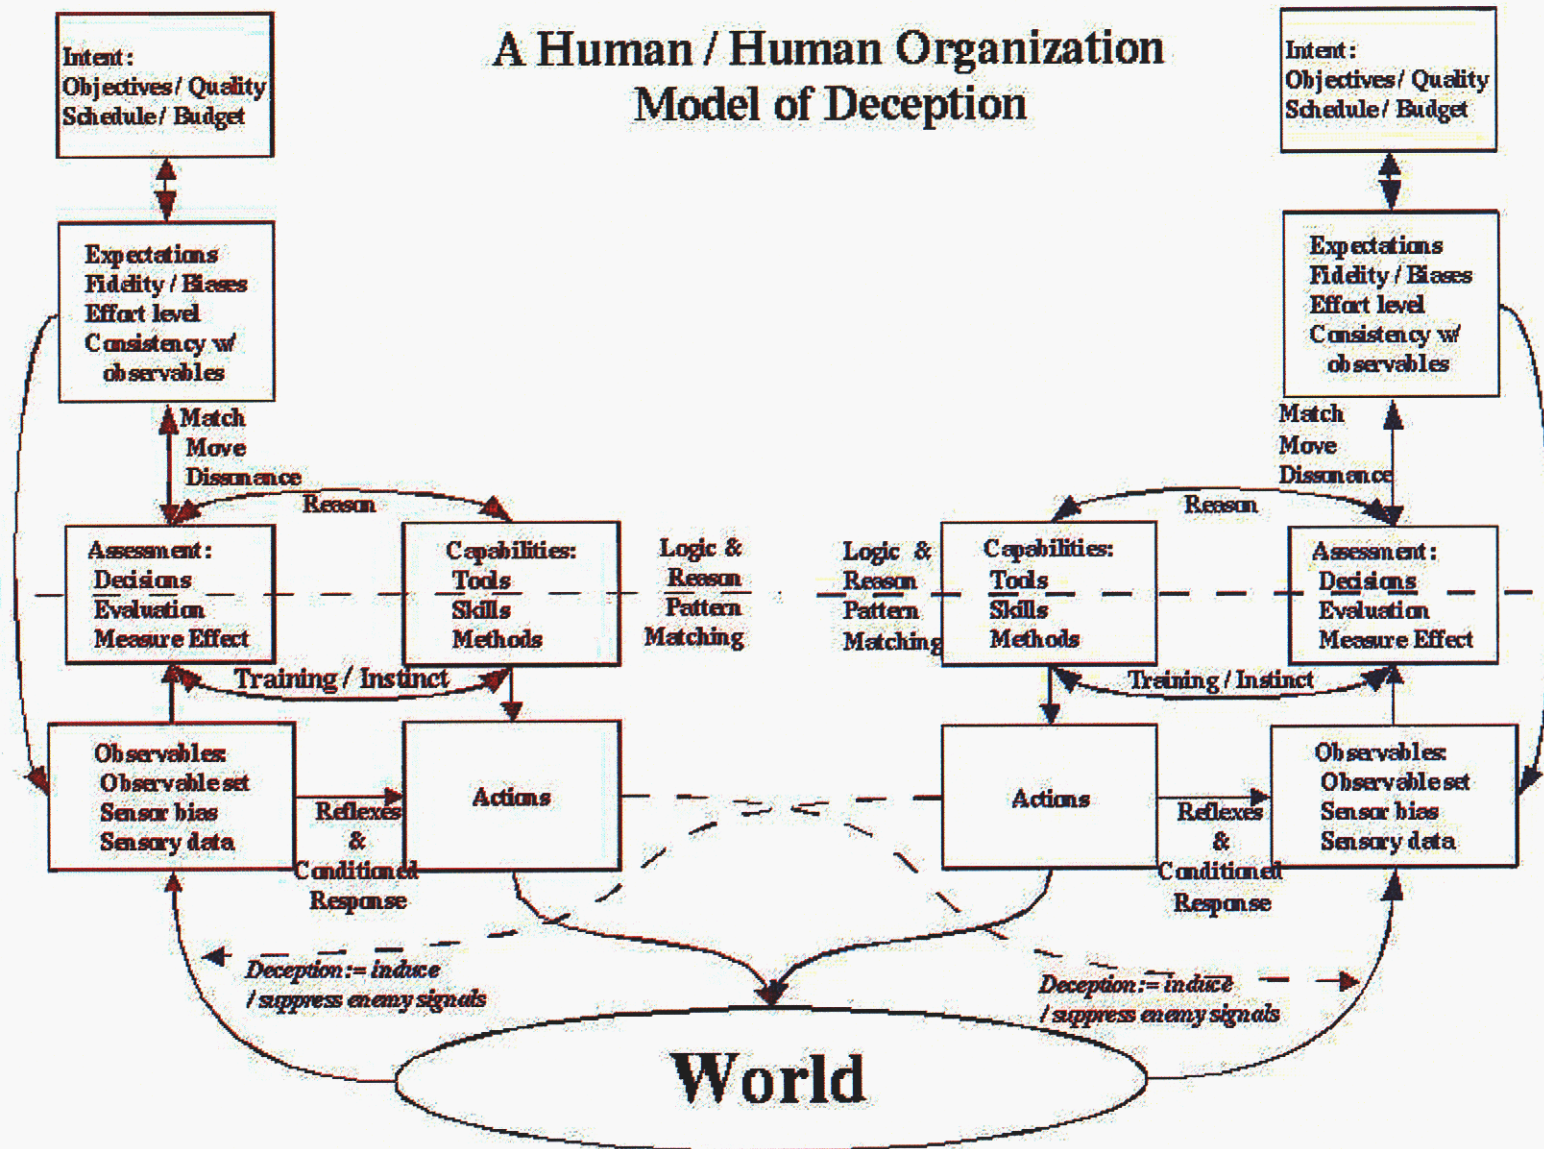 A Human / Human Organization
Model of Deception
Intent:
Objectives / Quality
Schedule / Budget
Expectations
Fidelity / Biases
Effort level
Consistency w/
observables
Match
Move
Dissonance
Reason
Assessment:
Decisions
Evaluation
Measure Effect
Capabilities:
Tools
Skills
Methods
Logic &
Reason
Pattern
Matching
Training / Instinct
Observables:
Observable set
Sensor bias
Sensory data
Reflexes
&
Conditioned
Response
Actions
Deception:= induce
/ suppress enemy signals
Intent:
Objectives / Quality
Schedule / Budget
Expectations
Fidelity / Biases
Effort level
Consistency w/
observables
Match
Move
Dissonance
Reason
Logic &
Reason
Pattern
Matching
Capabilities:
Tools
Skills
Methods
Assessment:
Decisions
Evaluation
Measure Effect
Training / Instinct
Actions
Reflexes
&
Conditioned
Response
Observables:
Observable set
Sensor bias
Sensory data
Deception:= induce
/ suppress enemy signals
World